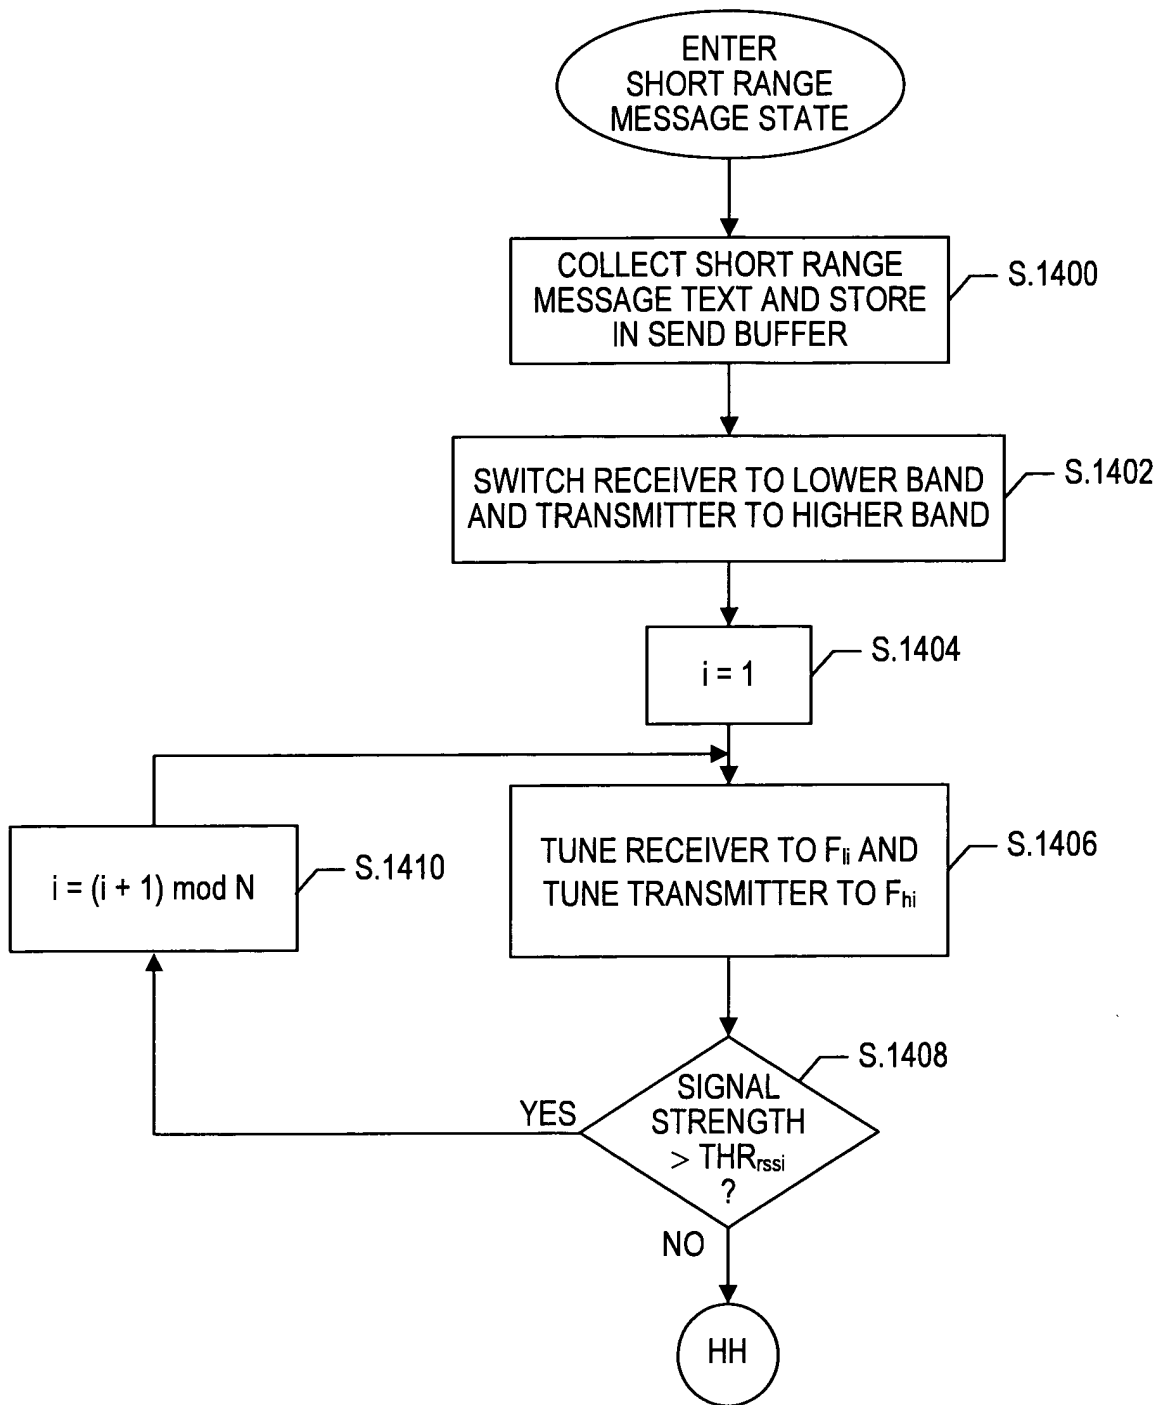 ENTER
SHORT RANGE
MESSAGE STATE
COLLECT SHORT RANGE
MESSAGE TEXT AND STORE
IN SEND BUFFER
S.1400
SWITCH RECEIVER TO LOWER BAND
AND TRANSMITTER TO HIGHER BAND
S.1402
i = 1
S.1404
TUNE RECEIVER TO Fli AND
TUNE TRANSMITTER TO Fhi
S.1406
i = (i + 1) mod N
S.1410
SIGNAL
STRENGTH
> THRrssi
?
S.1408
YES
NO
HH